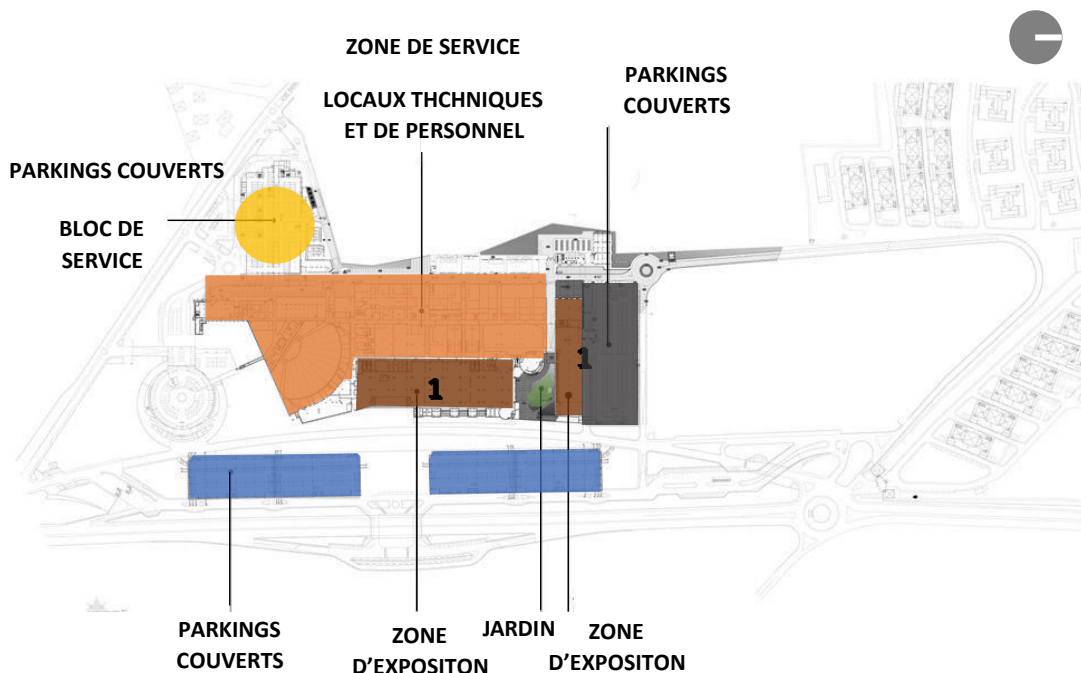 ZONE DE SERVICE
LOCAUX THCHNIQUES
ET DE PERSONNEL
PARKINGS
COUVERTS
PARKINGS COUVERTS
BLOC DE
SERVICE
1
1
PARKINGS
COUVERTS
ZONE
D'EXPOSITON
JARDIN
ZONE
D'EXPOSITON